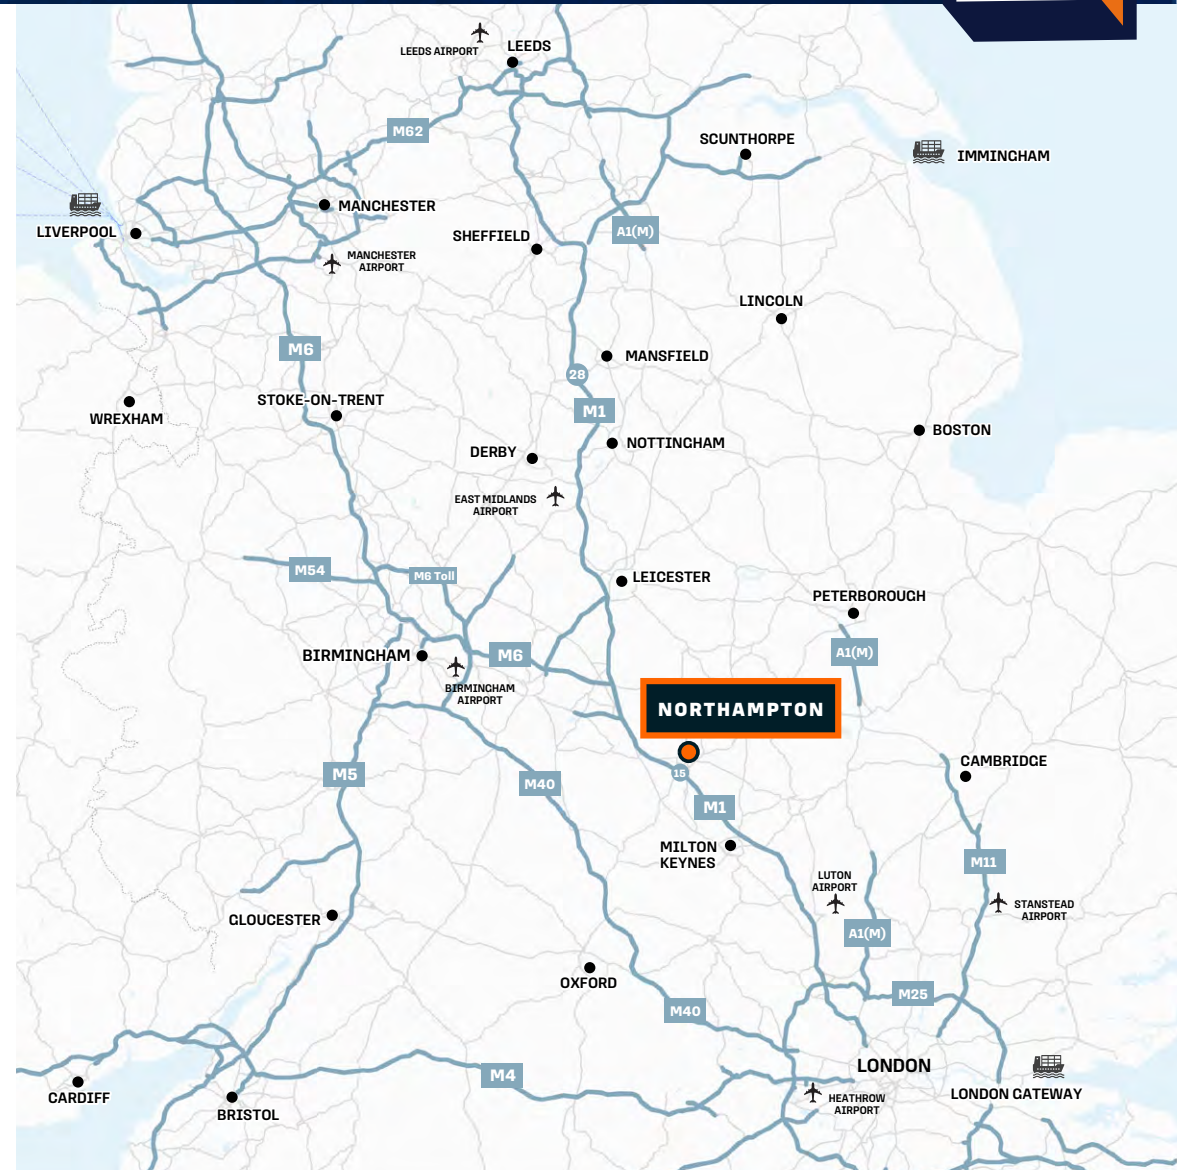 LEEDS
LEEDS AIRPORT
M62
SCUNTHORPE
IMMINGHAM
MANCHESTER
LIVERPOOL
SHEFFIELD
A1(M)
MANCHESTER
AIRPORT
LINCOLN
M6
MANSFIELD
28
STOKE-ON-TRENT
M1
WREXHAM
BOSTON
NOTTINGHAM
DERBY
EAST MIDLANDS
AIRPORT
M54
M6 Toll
LEICESTER
PETERBOROUGH
BIRMINGHAM
M6
A1(M)
BIRMINGHAM
AIRPORT
NORTHAMPTON
CAMBRIDGE
15
M5
M40
M1
MILTON
KEYNES
M11
LUTON
AIRPORT
STANSTEAD
AIRPORT
GLOUCESTER
A1(M)
OXFORD
M25
M40
LONDON
M4
LONDON GATEWAY
CARDIFF
HEATHROW
AIRPORT
BRISTOL